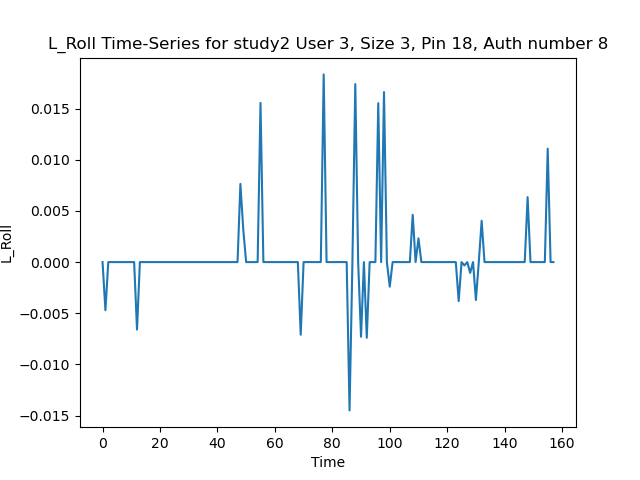 L_Roll Time-Series for study2 User 3, Size 3, Pin 18, Auth number 8
0.015
0.010
0.005
0.000
−0.005
−0.010
−0.015
L_Roll
0 20 40 60 80 100 120 140 160
Time